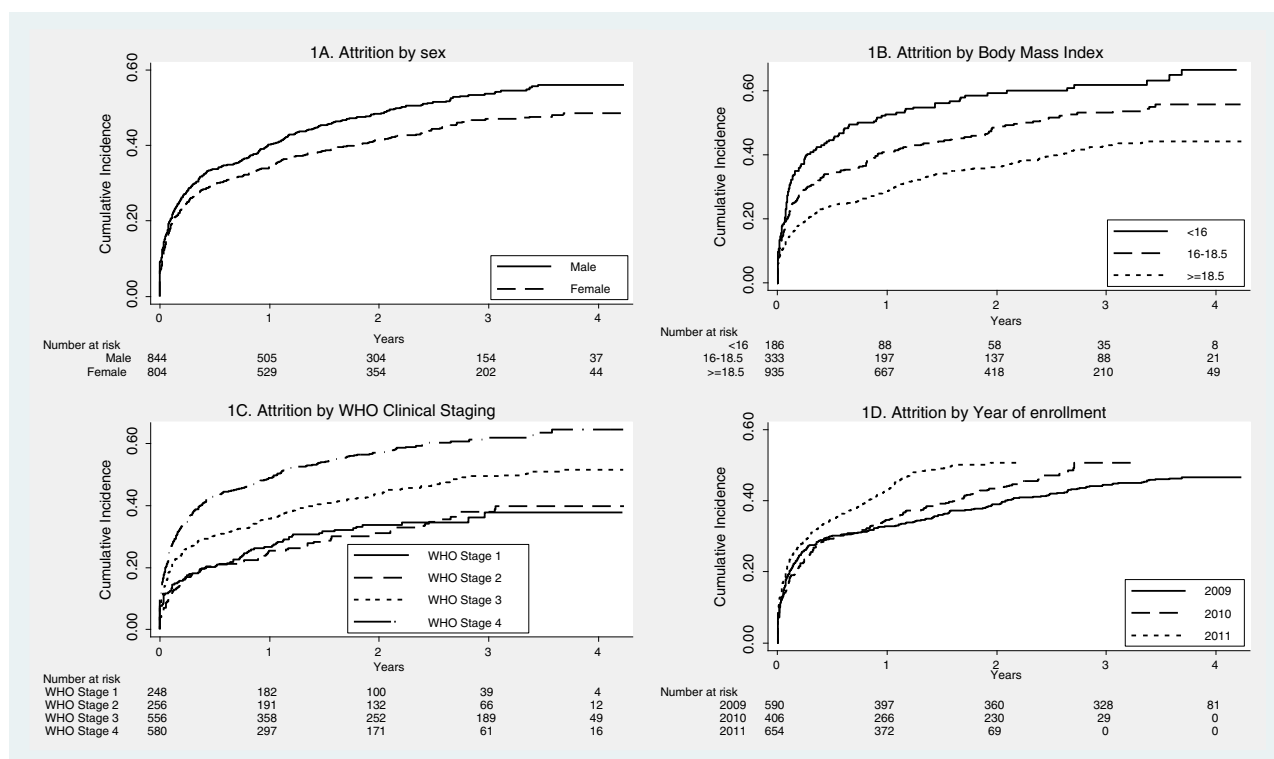 1A. Attrition by sex
Cumulative Incidence
0.60
0.40
0.20
0.00
Male
Female
0 1 2 3 4
Years
Number at risk
Male 844 505 304 154 37
Female 804 529 354 202 44
1B. Attrition by Body Mass Index
Cumulative Incidence
0.60
0.40
0.20
0.00
<16
16-18.5
>=18.5
0 1 2 3 4
Years
Number at risk
<16 186 88 58 35 8
16-18.5 333 197 137 88 21
>=18.5 935 667 418 210 49
1C. Attrition by WHO Clinical Staging
Cumulative Incidence
0.60
0.40
0.20
0.00
WHO Stage 1
WHO Stage 2
WHO Stage 3
WHO Stage 4
0 1 2 3 4
Years
Number at risk
WHO Stage 1 248 182 100 39 4
WHO Stage 2 256 191 132 66 12
WHO Stage 3 556 358 252 189 49
WHO Stage 4 580 297 171 61 16
1D. Attrition by Year of enrollment
Cumulative Incidence
0.60
0.40
0.20
0.00
2009
2010
2011
0 1 2 3 4
Years
Number at risk
2009 590 397 360 328 81
2010 406 266 230 29 0
2011 654 372 69 0 0